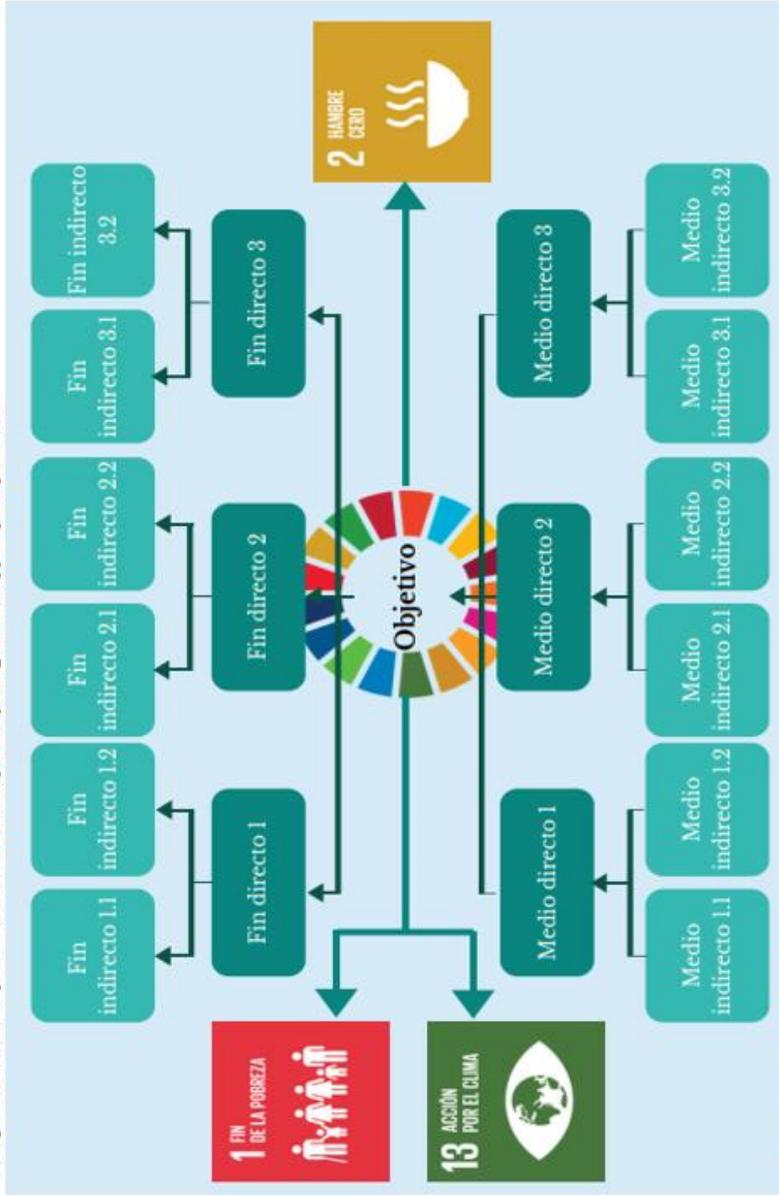 Fin
indirecto 1.1
Fin
indirecto 1.2
Fin
indirecto 2.1
Fin
indirecto 2.2
Fin
indirecto 3.1
Fin indirecto
3.2
Fin directo 1
Fin directo 2
Fin directo 3
1 FIN
DE LA POBREZA
Objetivo
2 HAMBRE
CERO
13 ACCIÓN
POR EL CLIMA
Medio directo 1
Medio directo 2
Medio directo 3
Medio
indirecto 1.1
Medio
indirecto 1.2
Medio
indirecto 2.1
Medio
indirecto 2.2
Medio
indirecto 3.1
Medio
indirecto 3.2